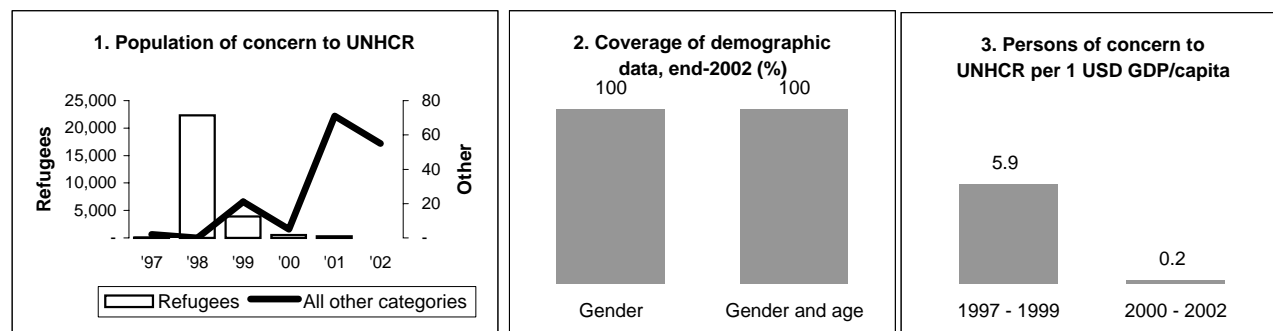 1. Population of concern to UNHCR
25,000
20,000
15,000
10,000
5,000
-
Refugees
80
60
40
20
-
Other
'97 '98 '99 '00 '01 '02
Refugees All other categories
2. Coverage of demographic
data, end-2002 (%)
100 100
Gender Gender and age
3. Persons of concern to
UNHCR per 1 USD GDP/capita
5.9
0.2
1997 - 1999 2000 - 2002